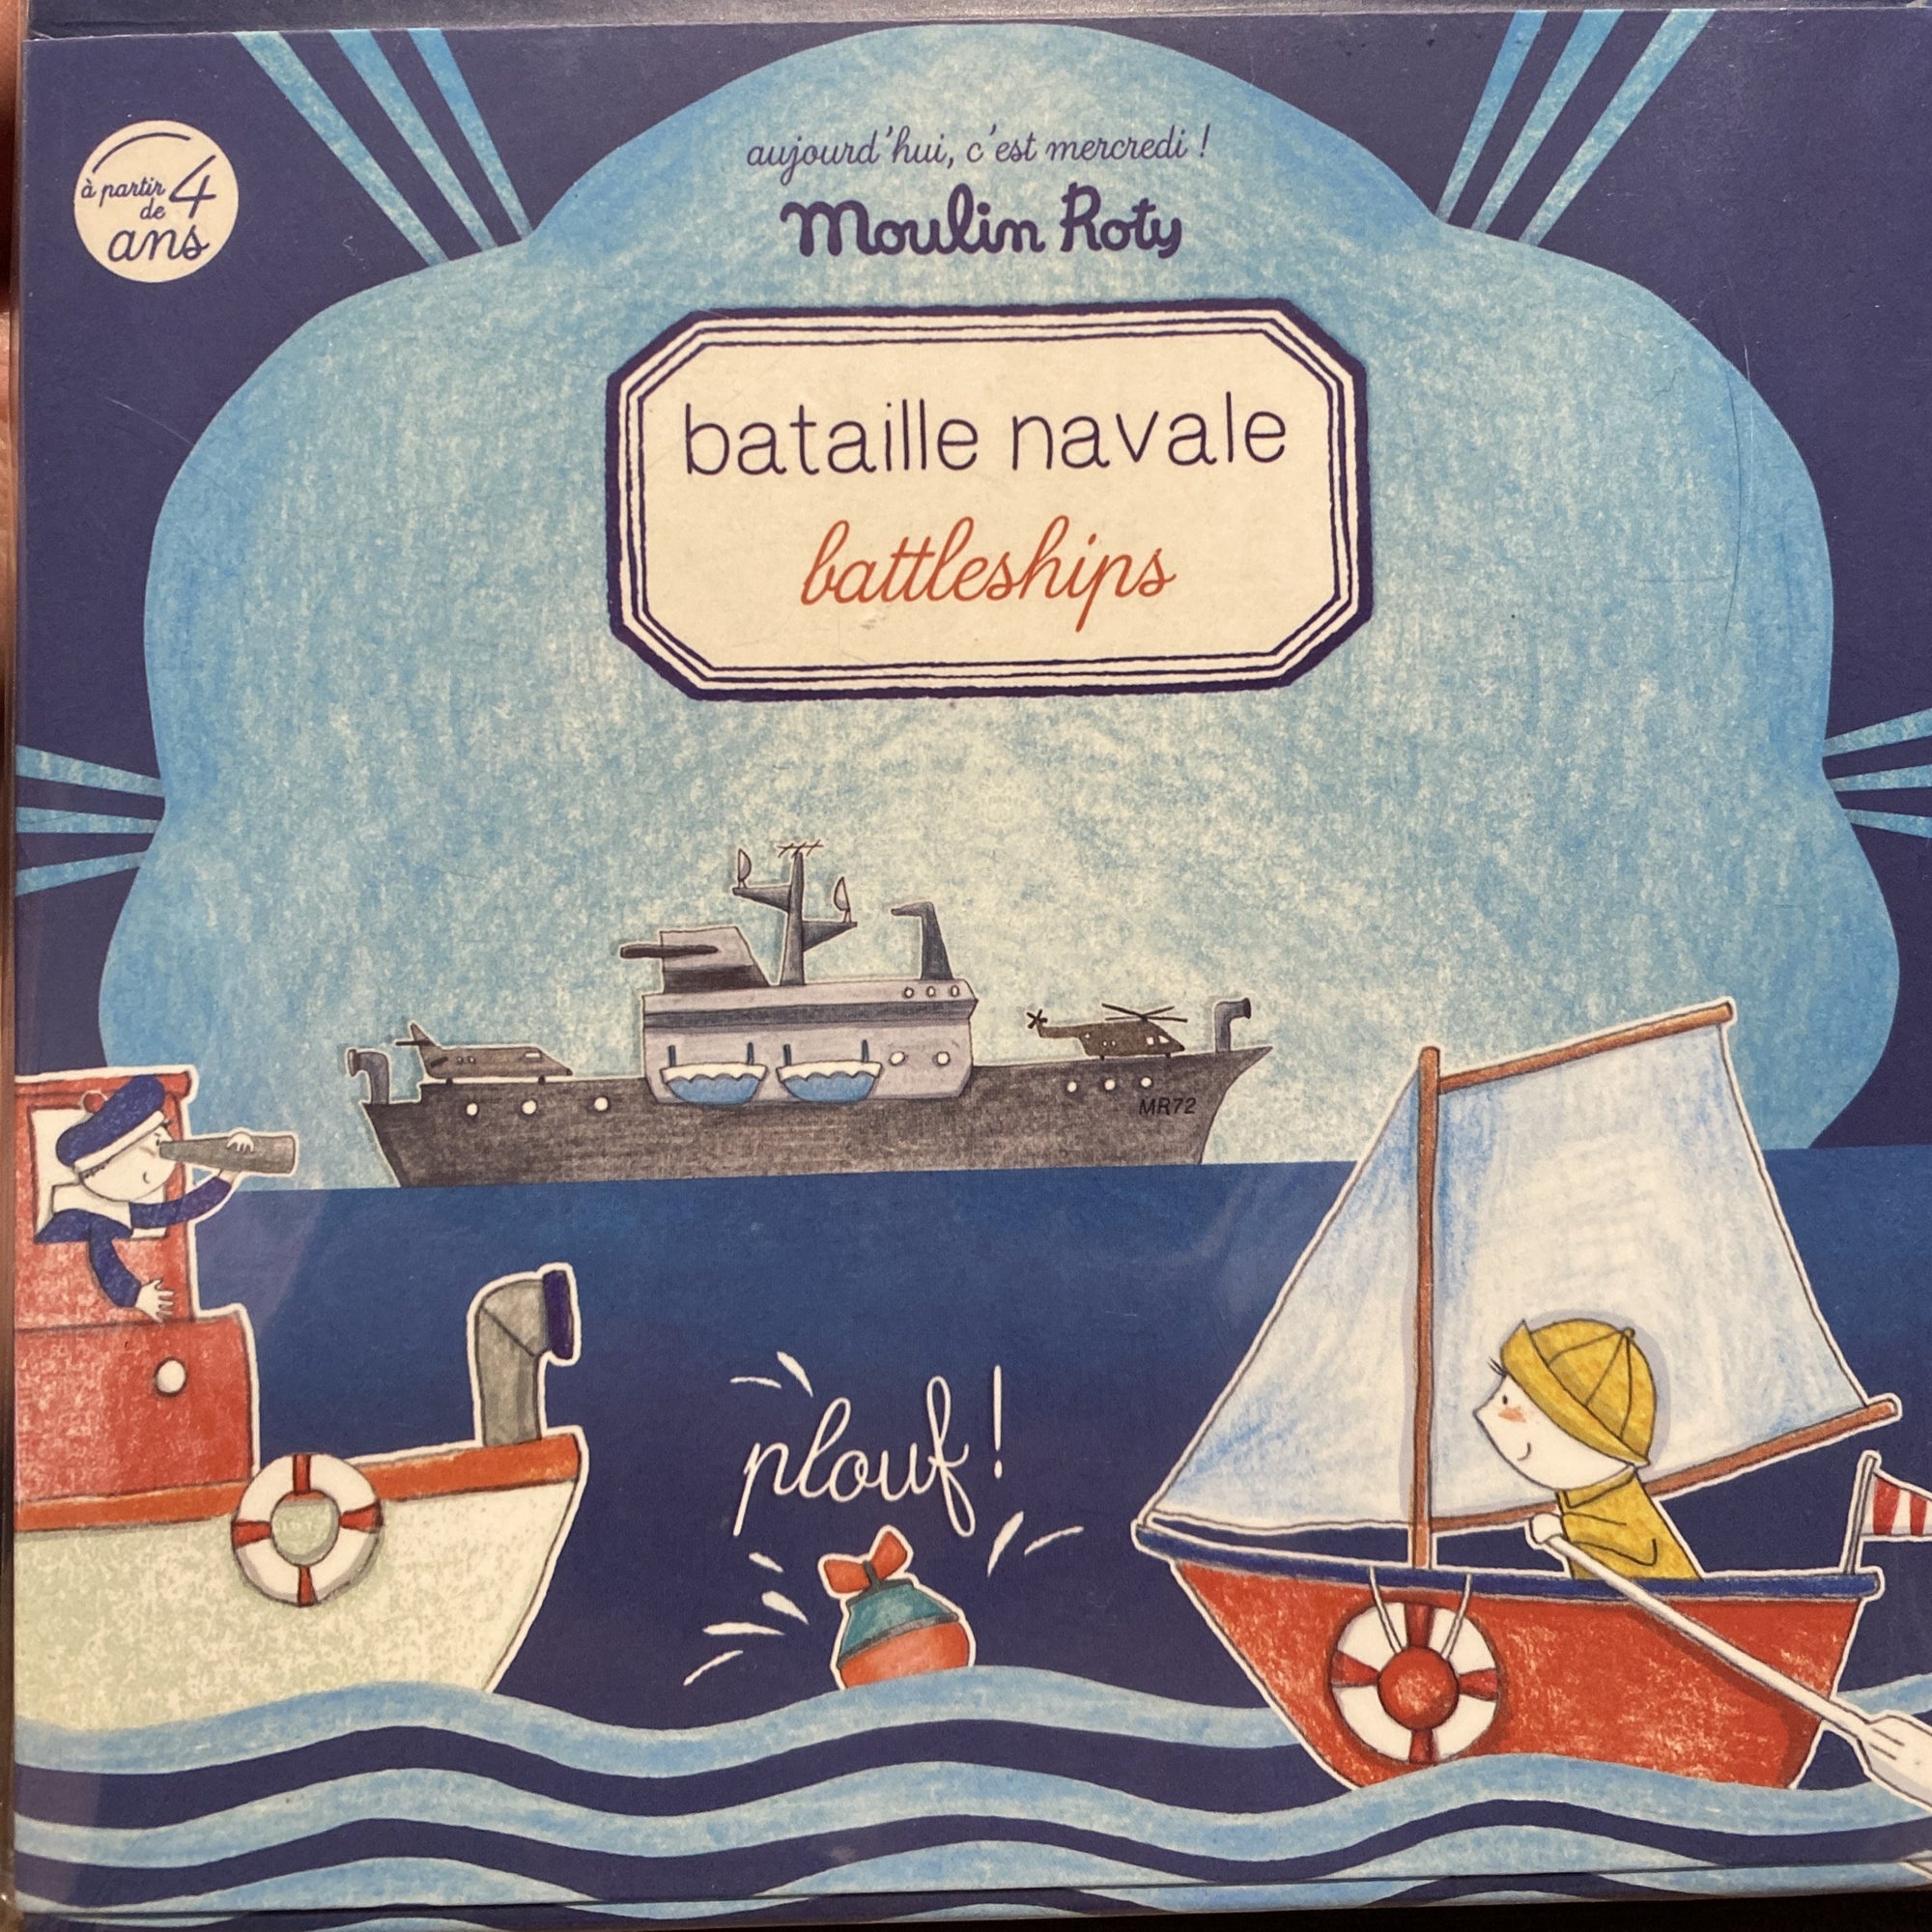 aujourd'hui, c'est mercredi !
Moulin Roty
à partir
de
4
ans
bataille navale
battleships
MR72
plouf !